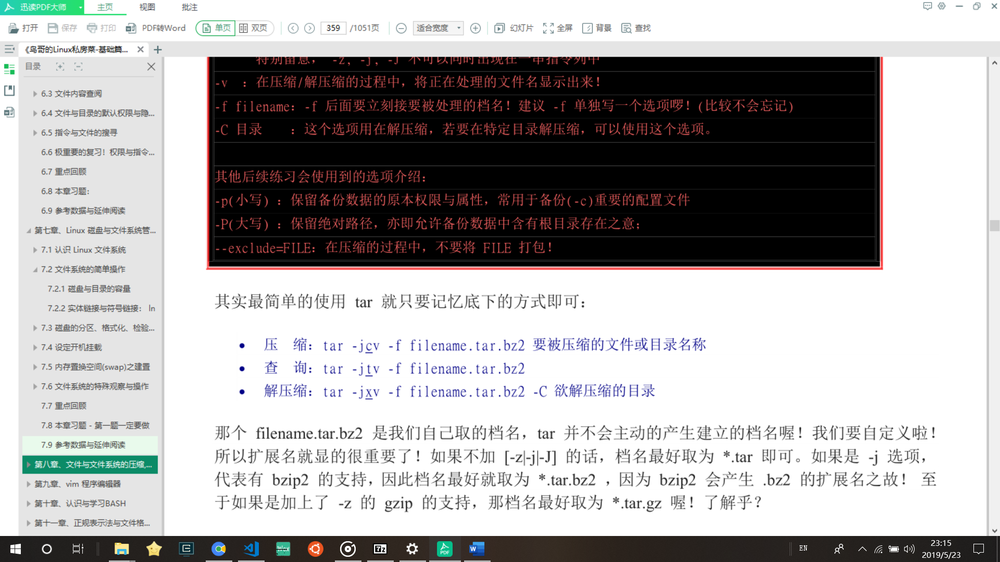 迅读PDF大师 主页 视图 批注
打开 保存 打印 PDF转Word 单页 双页 359 /1051页 适合宽度 幻灯片 全屏 背景 查找
《鸟哥的Linux私房菜-基础篇...
目录
6.3 文件内容查阅
6.4 文件与目录的默认权限与隐...
6.5 指令与文件的搜寻
6.6 极重要的复习！权限与指令...
6.7 重点回顾
6.8 本章习题：
6.9 参考数据与延伸阅读
第七章、Linux 磁盘与文件系统管...
7.1 认识 Linux 文件系统
7.2 文件系统的简单操作
7.2.1 磁盘与目录的容量
7.2.2 实体链接与符号链接： ln
7.3 磁盘的分区、格式化、检验...
7.4 设定开机挂载
7.5 内存置换空间(swap)之建置
7.6 文件系统的特殊观察与操作
7.7 重点回顾
7.8 本章习题 - 第一题一定要做
7.9 参考数据与延伸阅读
第八章、文件与文件系统的压缩,...
第九章、vim 程序编辑器
第十章、认识与学习BASH
第十一章、正规表示法与文件格...
特别留意， -z, -j, -J 不可以同时出现在一串指令列中
-v ：在压缩/解压缩的过程中，将正在处理的文件名显示出来！
-f filename：-f 后面要立刻接要被处理的档名！建议 -f 单独写一个选项啰！(比较不会忘记)
-C 目录 ：这个选项用在解压缩，若要在特定目录解压缩，可以使用这个选项。
其他后续练习会使用到的选项介绍：
-p(小写) ：保留备份数据的原本权限与属性，常用于备份(-c)重要的配置文件
-P(大写) ：保留绝对路径，亦即允许备份数据中含有根目录存在之意；
--exclude=FILE：在压缩的过程中，不要将 FILE 打包！
其实最简单的使用 tar 就只要记忆底下的方式即可：
• 压 缩：tar -jcv -f filename.tar.bz2 要被压缩的文件或目录名称
• 查 询：tar -jtv -f filename.tar.bz2
• 解压缩：tar -jxv -f filename.tar.bz2 -C 欲解压缩的目录
那个 filename.tar.bz2 是我们自己取的档名，tar 并不会主动的产生建立的档名喔！我们要自定义啦！
所以扩展名就显的很重要了！如果不加 [-z|-j|-J] 的话，档名最好取为 *.tar 即可。如果是 -j 选项，
代表有 bzip2 的支持，因此档名最好就取为 *.tar.bz2 ，因为 bzip2 会产生 .bz2 的扩展名之故！ 至
于如果是加上了 -z 的 gzip 的支持，那档名最好取为 *.tar.gz 喔！了解乎？
Wox 7z PDF W EN 23:15
2019/5/23